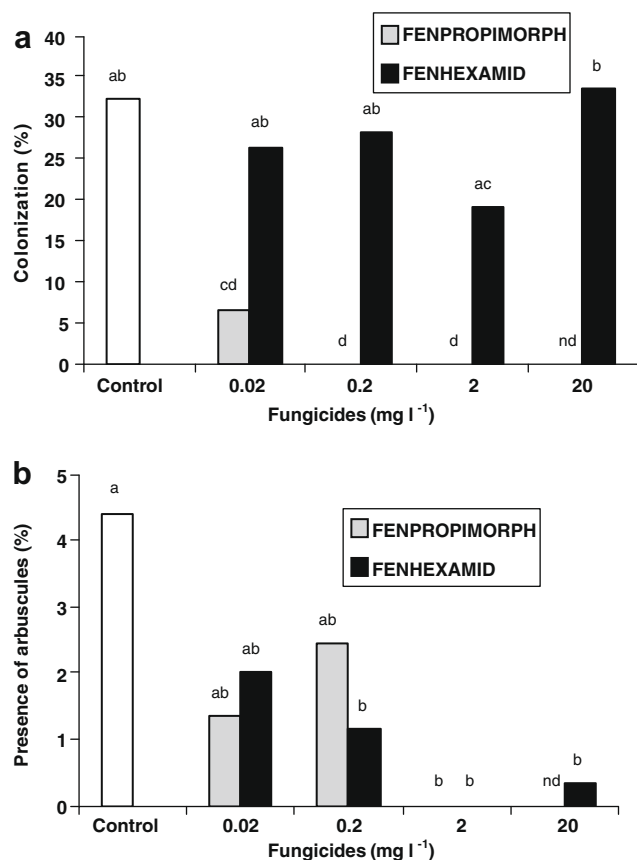 a
FENPROPIMORPH
FENHEXAMID
Colonization (%)
40
35
30
25
20
15
10
5
0
ab
cd
ab
d
ab
d
ac
nd
b
Control 0.02 0.2 2 20
Fungicides (mg l -1)
b
FENPROPIMORPH
FENHEXAMID
Presence of arbuscules (%)
5
4
3
2
1
0
a
ab
ab
ab
b
b
b
nd
b
Control 0.02 0.2 2 20
Fungicides (mg l -1)